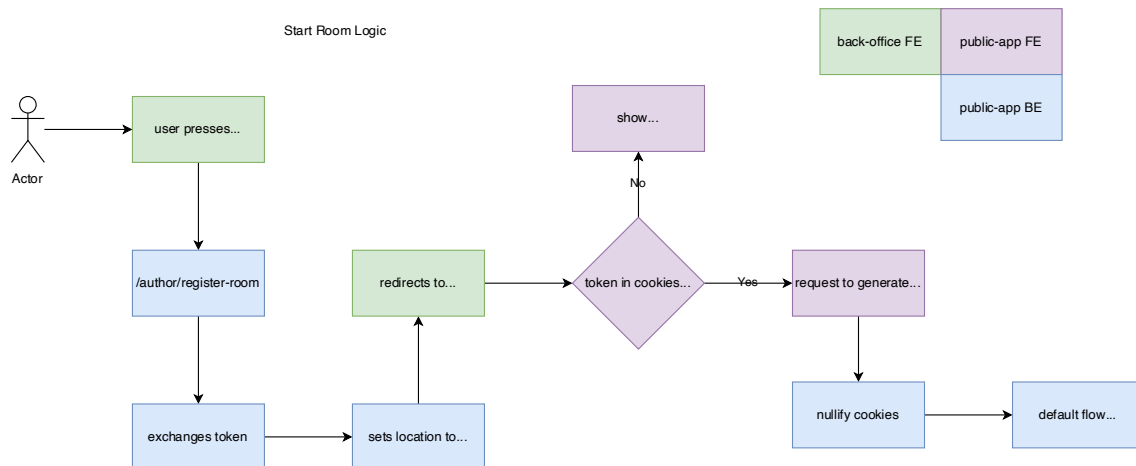 Start Room Logic
back-office FE
public-app FE
public-app BE
user presses...
show...
Actor
No
/author/register-room
redirects to...
token in cookies...
Yes
request to generate...
exchanges token
sets location to...
nullify cookies
default flow...